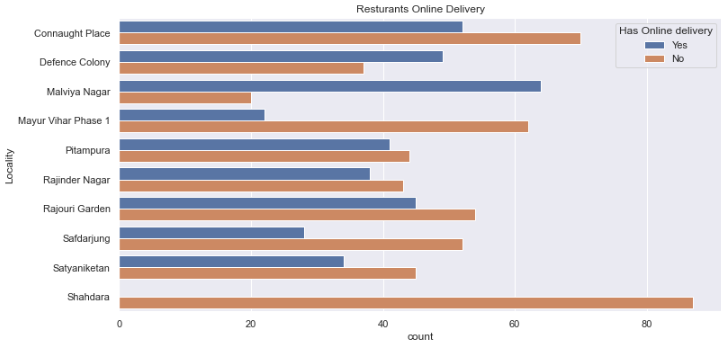 Resturants Online Delivery
Has Online delivery
Yes
No
Locality
Connaught Place
Defence Colony
Malviya Nagar
Mayur Vihar Phase 1
Pitampura
Rajinder Nagar
Rajouri Garden
Safdarjung
Satyaniketan
Shahdara
0 20 40 60 80
count